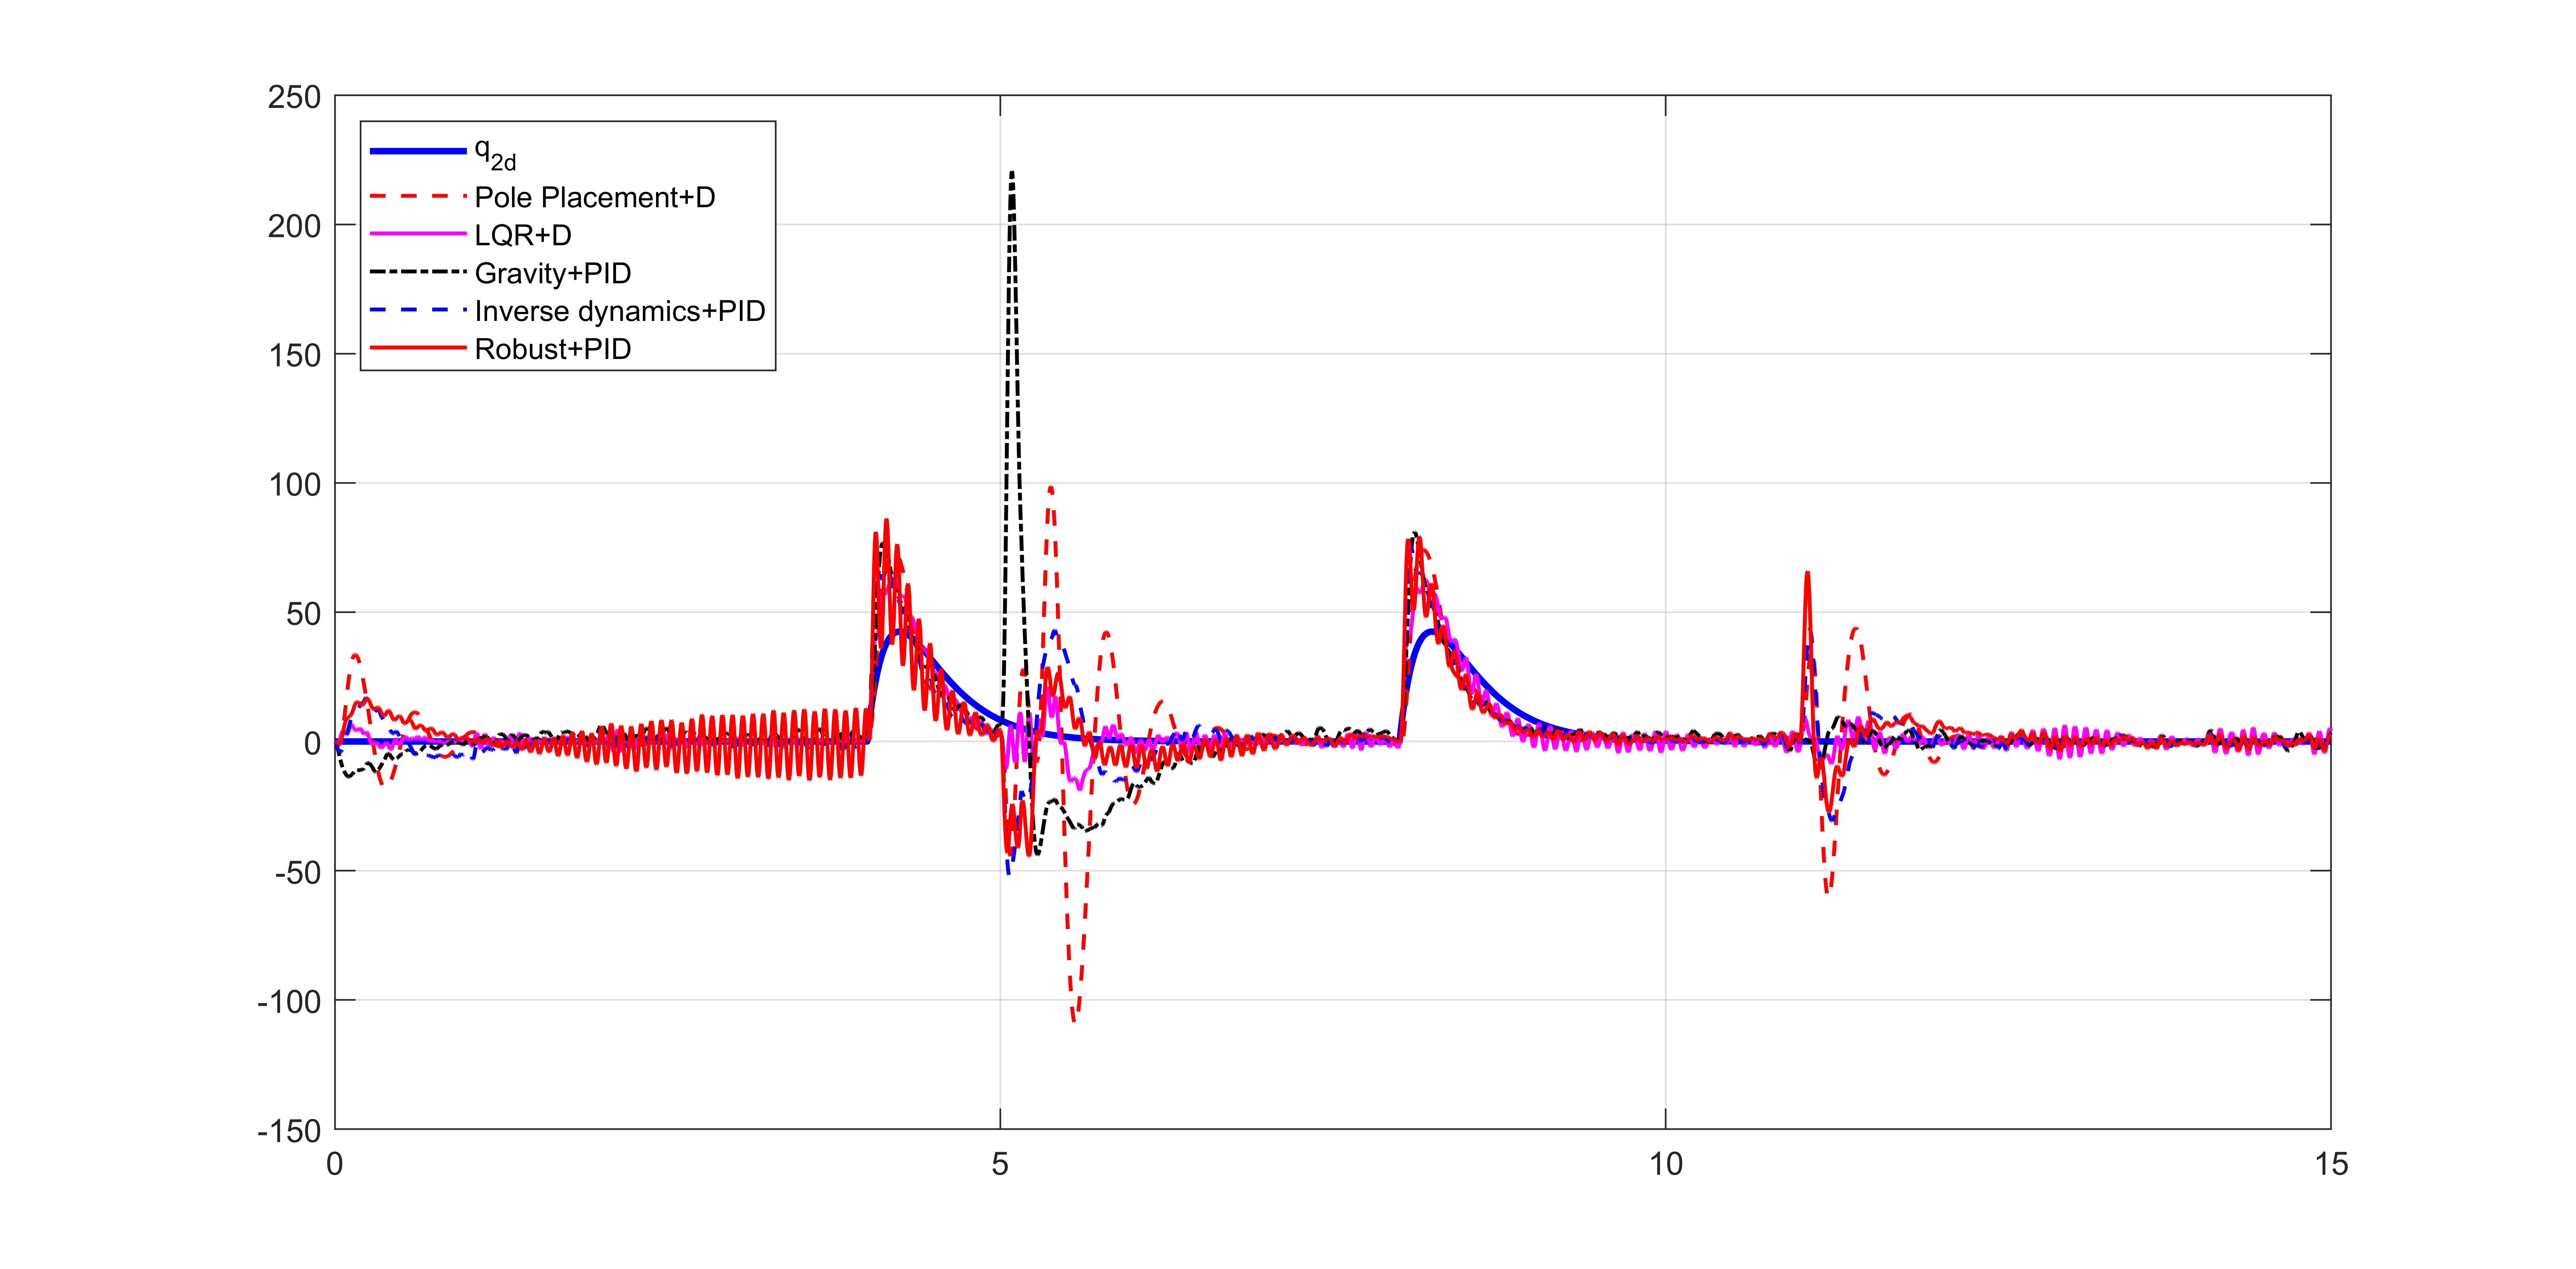 250
200
150
100
50
0
-50
-100
-150
0
5
10
15
q2d
Pole Placement+D
LQR+D
Gravity+PID
Inverse dynamics+PID
Robust+PID